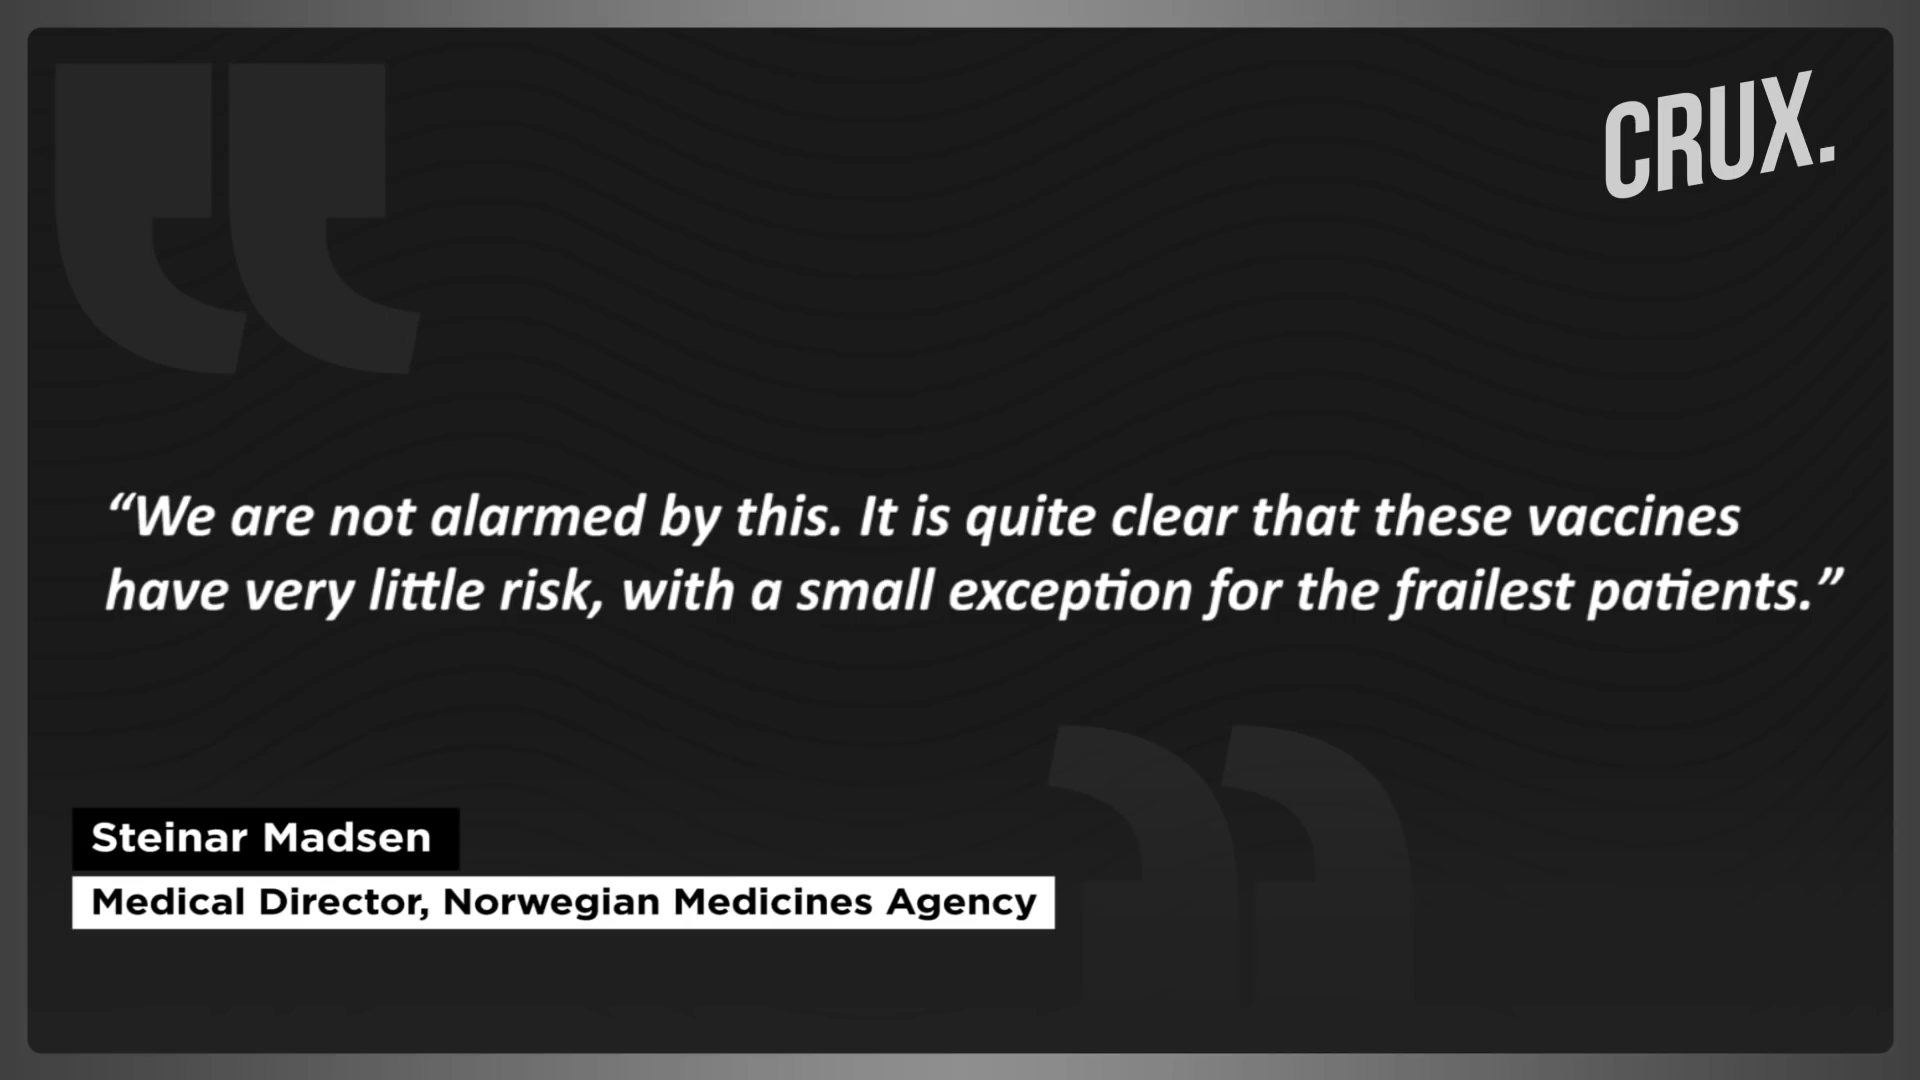 CRUX.
“We are not alarmed by this. It is quite clear that these vaccines
have very little risk, with a small exception for the frailest patients.”
Steinar Madsen
Medical Director, Norwegian Medicines Agency